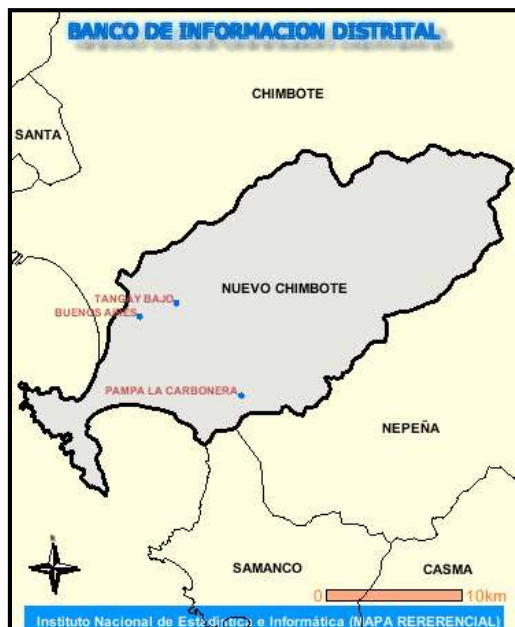 BANCO DE INFORMACION DISTRITAL
CHIMBOTE
SANTA
NUEVO CHIMBOTE
TANGAY BAJO
BUENOS AIRES
PAMPA LA CARBONERA
NEPEÑA
SAMANCO
CASMA
0 10km
Instituto Nacional de Estadística e Informática (MAPA RERERENCIAL)